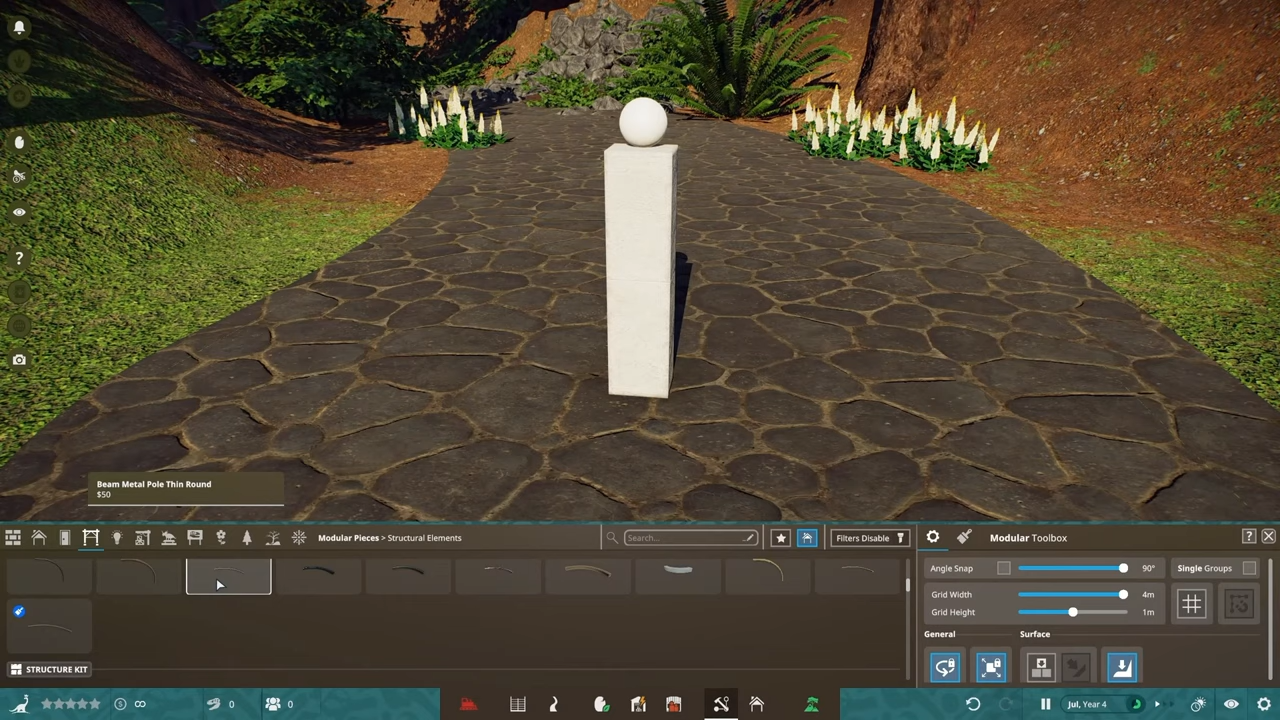 ?
Beam Metal Pole Thin Round
$50
Modular Pieces > Structural Elements
Search...
Filters Disable
Modular Toolbox
?
Angle Snap
90°
Single Groups
Grid Width
4m
Grid Height
1m
General
Surface
STRUCTURE KIT
∞
0
0
Jul, Year 4